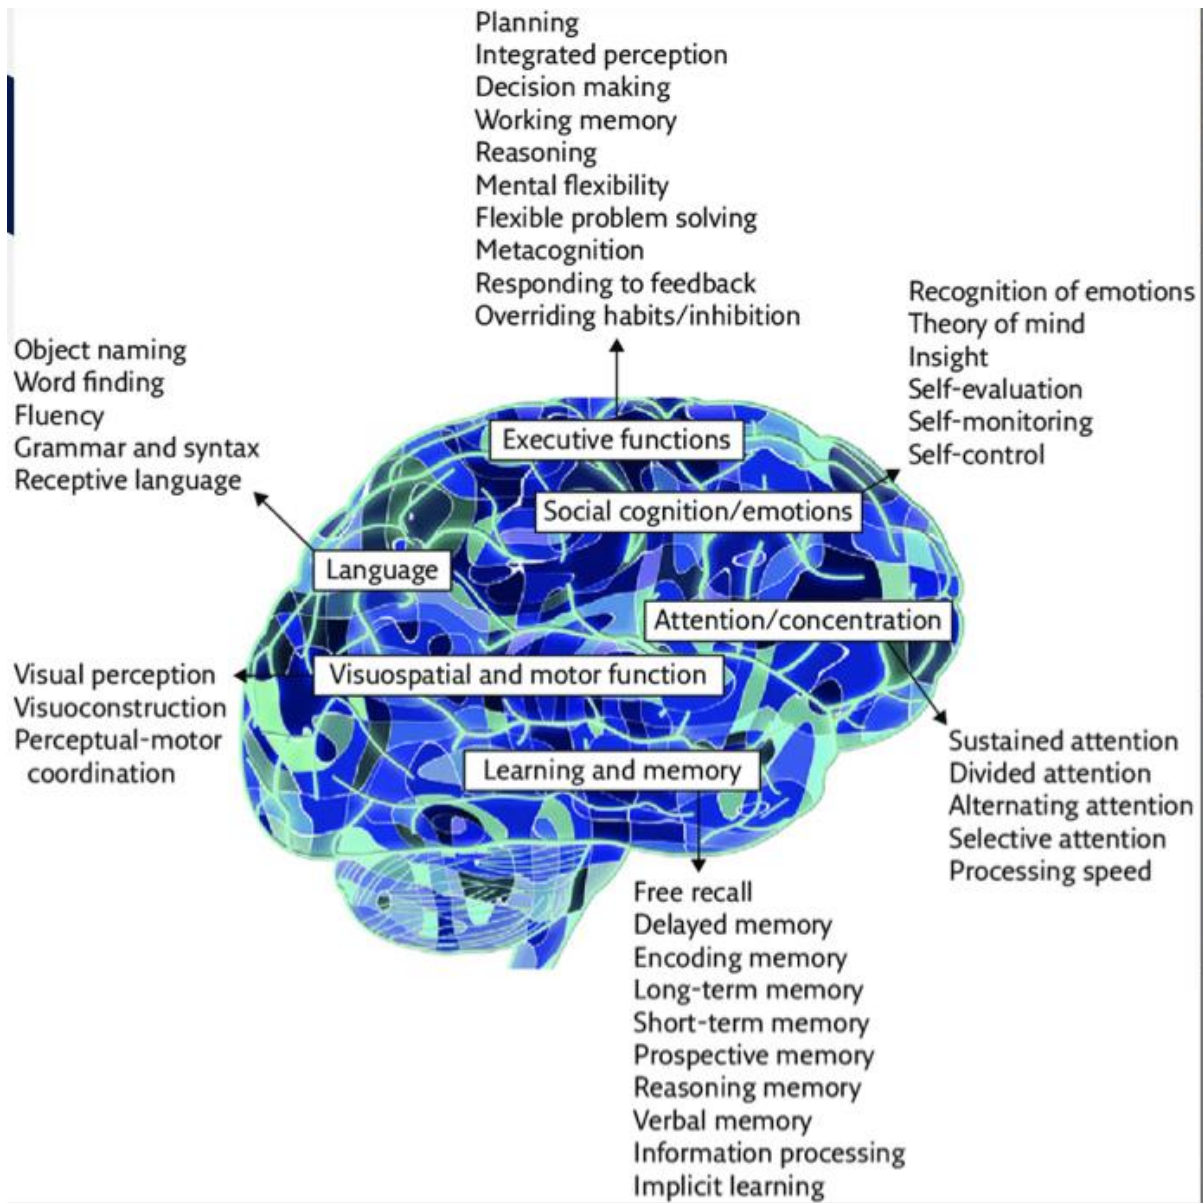 Planning
Integrated perception
Decision making
Working memory
Reasoning
Mental flexibility
Flexible problem solving
Metacognition
Responding to feedback
Overriding habits/inhibition
Recognition of emotions
Theory of mind
Insight
Self-evaluation
Self-monitoring
Self-control
Object naming
Word finding
Fluency
Grammar and syntax
Receptive language
Executive functions
Social cognition/emotions
Language
Attention/concentration
Visuospatial and motor function
Learning and memory
Visual perception
Visuoconstruction
Perceptual-motor
coordination
Sustained attention
Divided attention
Alternating attention
Selective attention
Processing speed
Free recall
Delayed memory
Encoding memory
Long-term memory
Short-term memory
Prospective memory
Reasoning memory
Verbal memory
Information processing
Implicit learning